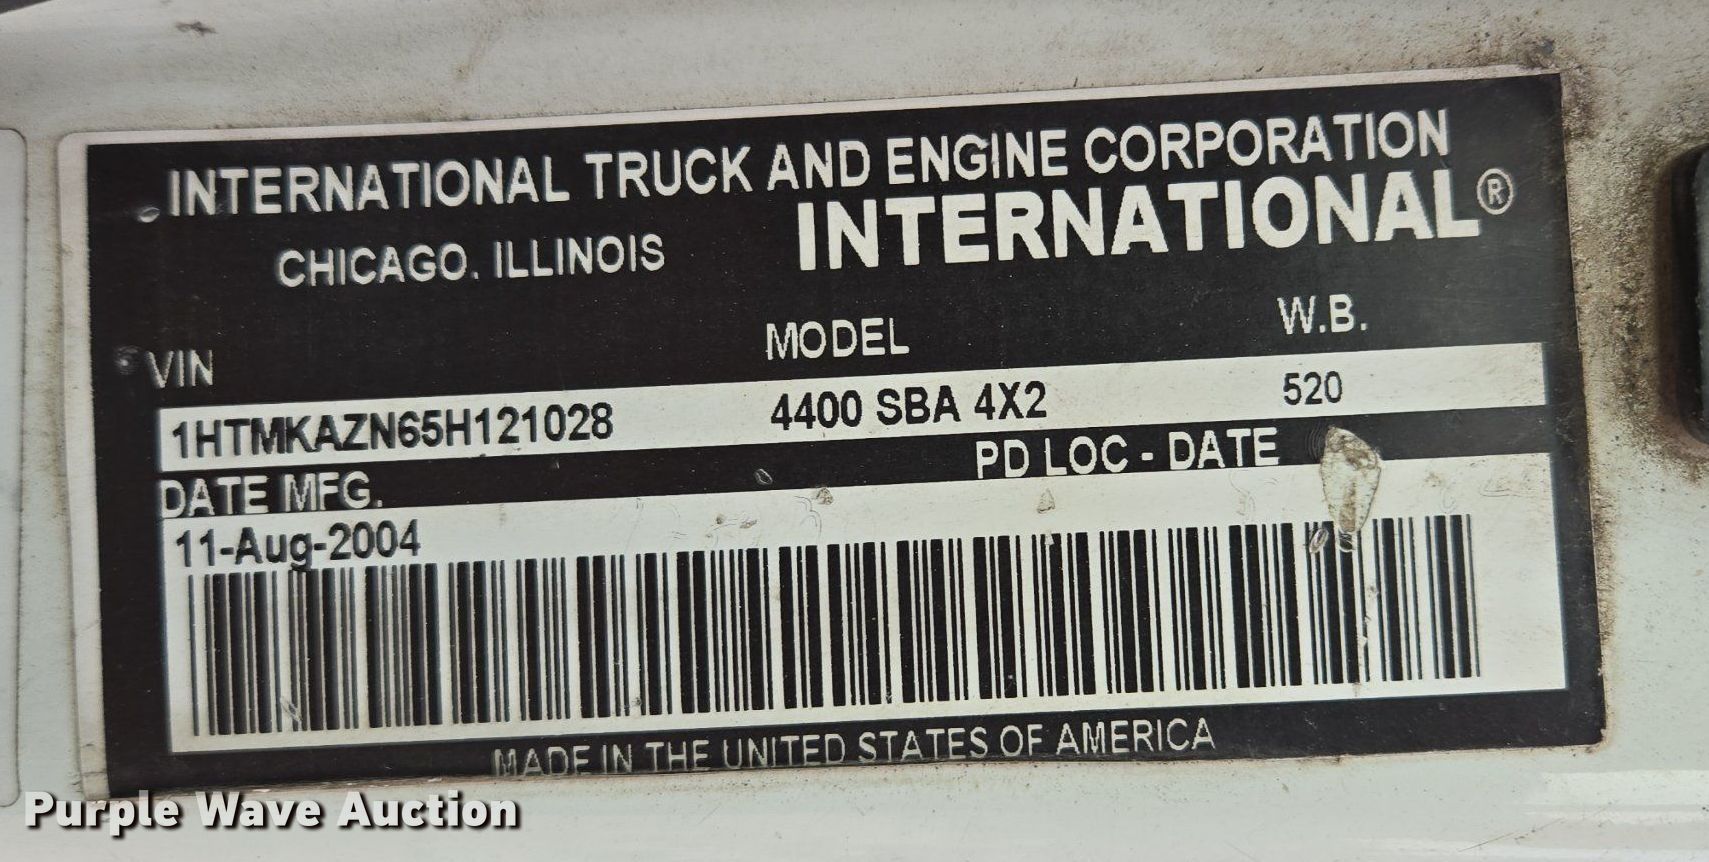 INTERNATIONAL TRUCK AND ENGINE CORPORATION
CHICAGO, ILLINOIS
INTERNATIONAL®
VIN MODEL W.B.
1HTMKAZN65H121028 4400 SBA 4X2 520
DATE MFG. PD LOC - DATE
11-Aug-2004
MADE IN THE UNITED STATES OF AMERICA
Purple Wave Auction